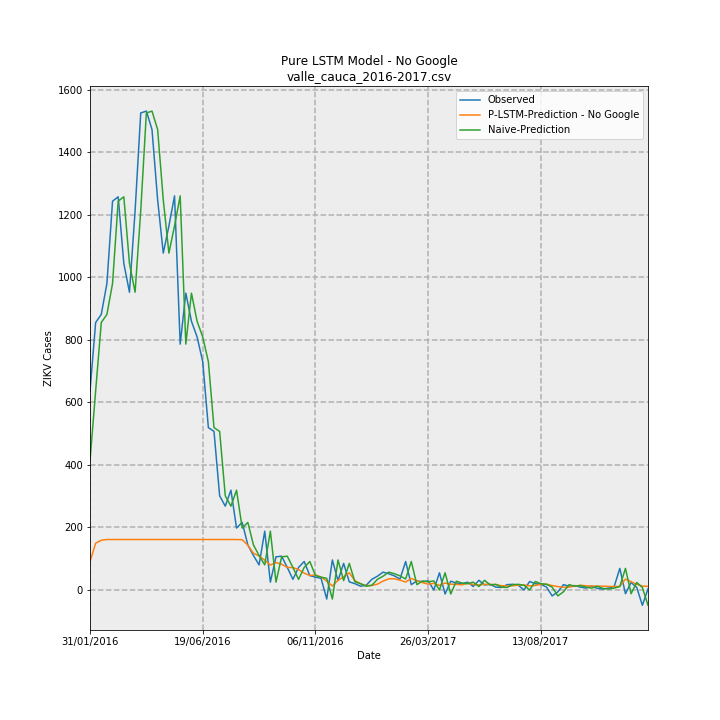 Pure LSTM Model - No Google
valle_cauca_2016-2017.csv
Observed
P-LSTM-Prediction - No Google
Naive-Prediction
1600
1400
1200
1000
800
600
400
200
0
ZIKV Cases
31/01/2016
19/06/2016
06/11/2016
26/03/2017
13/08/2017
Date